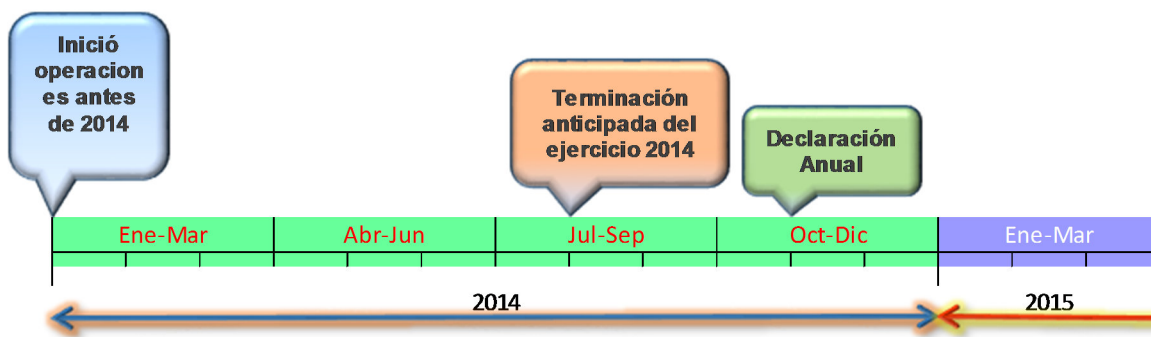 Inició
operacion
es antes
de 2014
Terminación
anticipada del
ejercicio 2014
Declaración
Anual
Ene-Mar
Abr-Jun
Jul-Sep
Oct-Dic
Ene-Mar
2014
2015